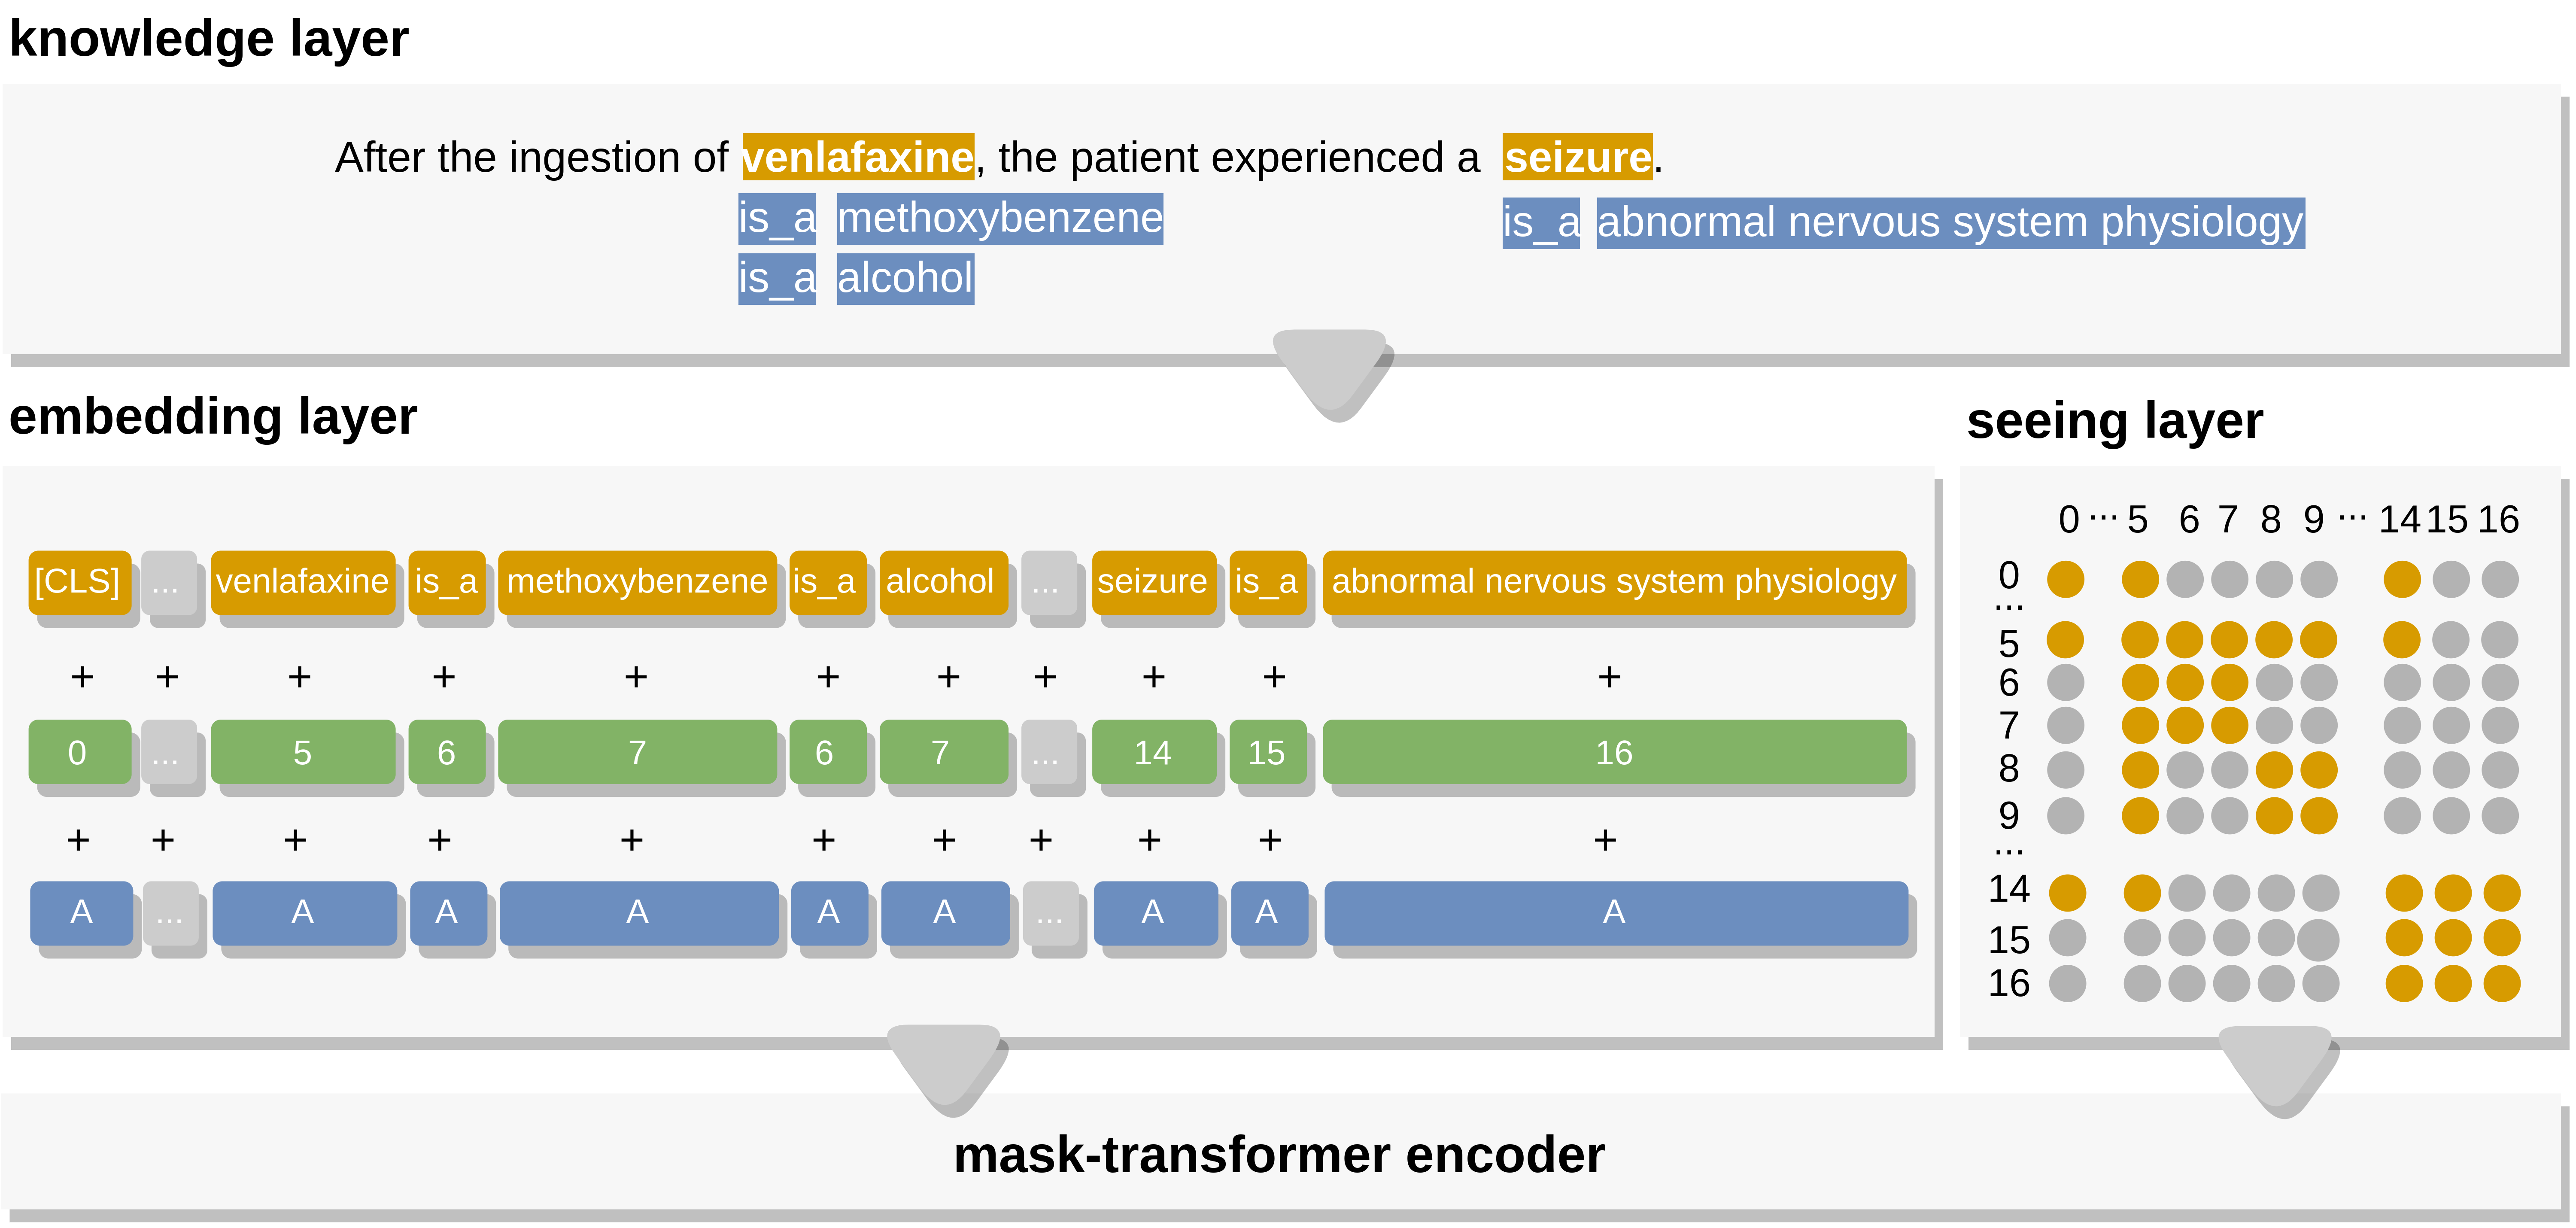 knowledge layer
After the ingestion of venlafaxine, the patient experienced a seizure.
is_a methoxybenzene is_a abnormal nervous system physiology
is_a alcohol
embedding layer
[CLS] ... venlafaxine is_a methoxybenzene is_a alcohol ... seizure is_a abnormal nervous system physiology
+ + + + + + + + + + +
0 ... 5 6 7 6 7 ... 14 15 16
+ + + + + + + + + + +
A ... A A A A A ... A A A
seeing layer
0 ... 5 6 7 8 9 ... 14 15 16
0
...
5
6
7
8
9
...
14
15
16
mask-transformer encoder